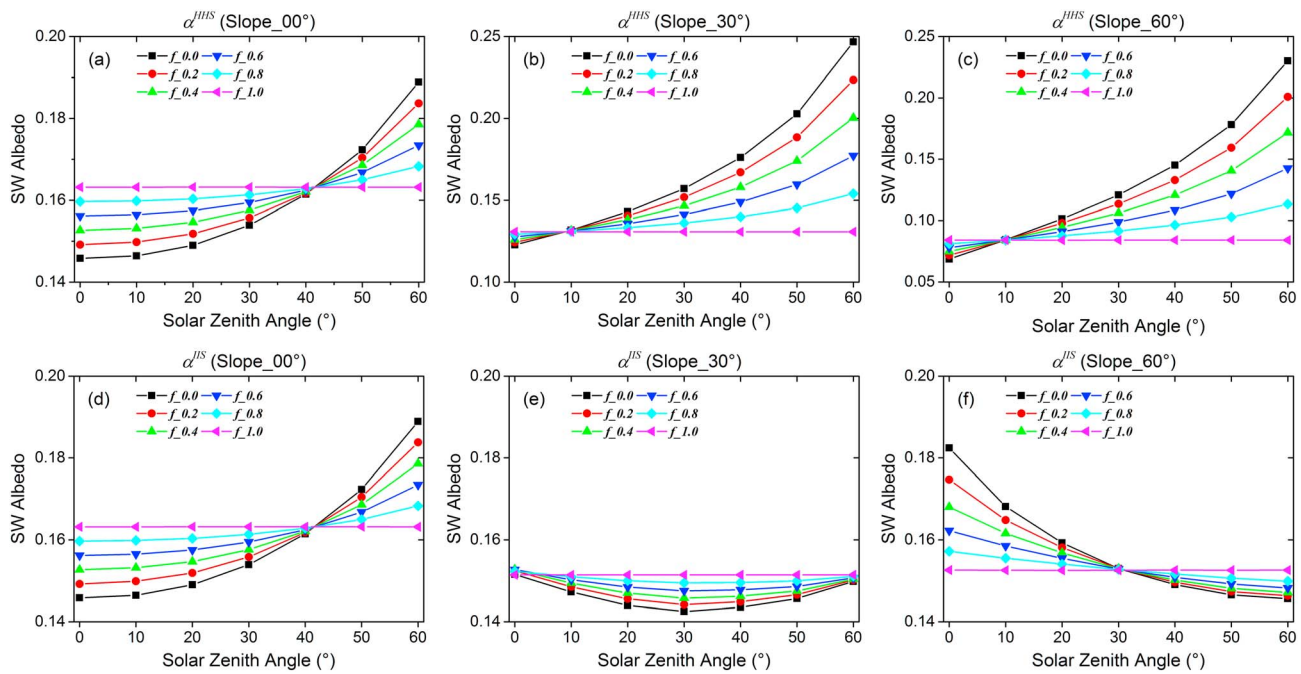 α^HHS (Slope_00°)
(a)
f_0.0 f_0.6
f_0.2 f_0.8
f_0.4 f_1.0
SW Albedo
0.20
0.18
0.16
0.14
0 10 20 30 40 50 60
Solar Zenith Angle (°)
α^HHS (Slope_30°)
(b)
f_0.0 f_0.6
f_0.2 f_0.8
f_0.4 f_1.0
SW Albedo
0.25
0.20
0.15
0.10
0 10 20 30 40 50 60
Solar Zenith Angle (°)
α^HHS (Slope_60°)
(c)
f_0.0 f_0.6
f_0.2 f_0.8
f_0.4 f_1.0
SW Albedo
0.25
0.20
0.15
0.10
0.05
0 10 20 30 40 50 60
Solar Zenith Angle (°)
α^IIS (Slope_00°)
(d)
f_0.0 f_0.6
f_0.2 f_0.8
f_0.4 f_1.0
SW Albedo
0.20
0.18
0.16
0.14
0 10 20 30 40 50 60
Solar Zenith Angle (°)
α^IIS (Slope_30°)
(e)
f_0.0 f_0.6
f_0.2 f_0.8
f_0.4 f_1.0
SW Albedo
0.20
0.18
0.16
0.14
0 10 20 30 40 50 60
Solar Zenith Angle (°)
α^IIS (Slope_60°)
(f)
f_0.0 f_0.6
f_0.2 f_0.8
f_0.4 f_1.0
SW Albedo
0.20
0.18
0.16
0.14
0 10 20 30 40 50 60
Solar Zenith Angle (°)